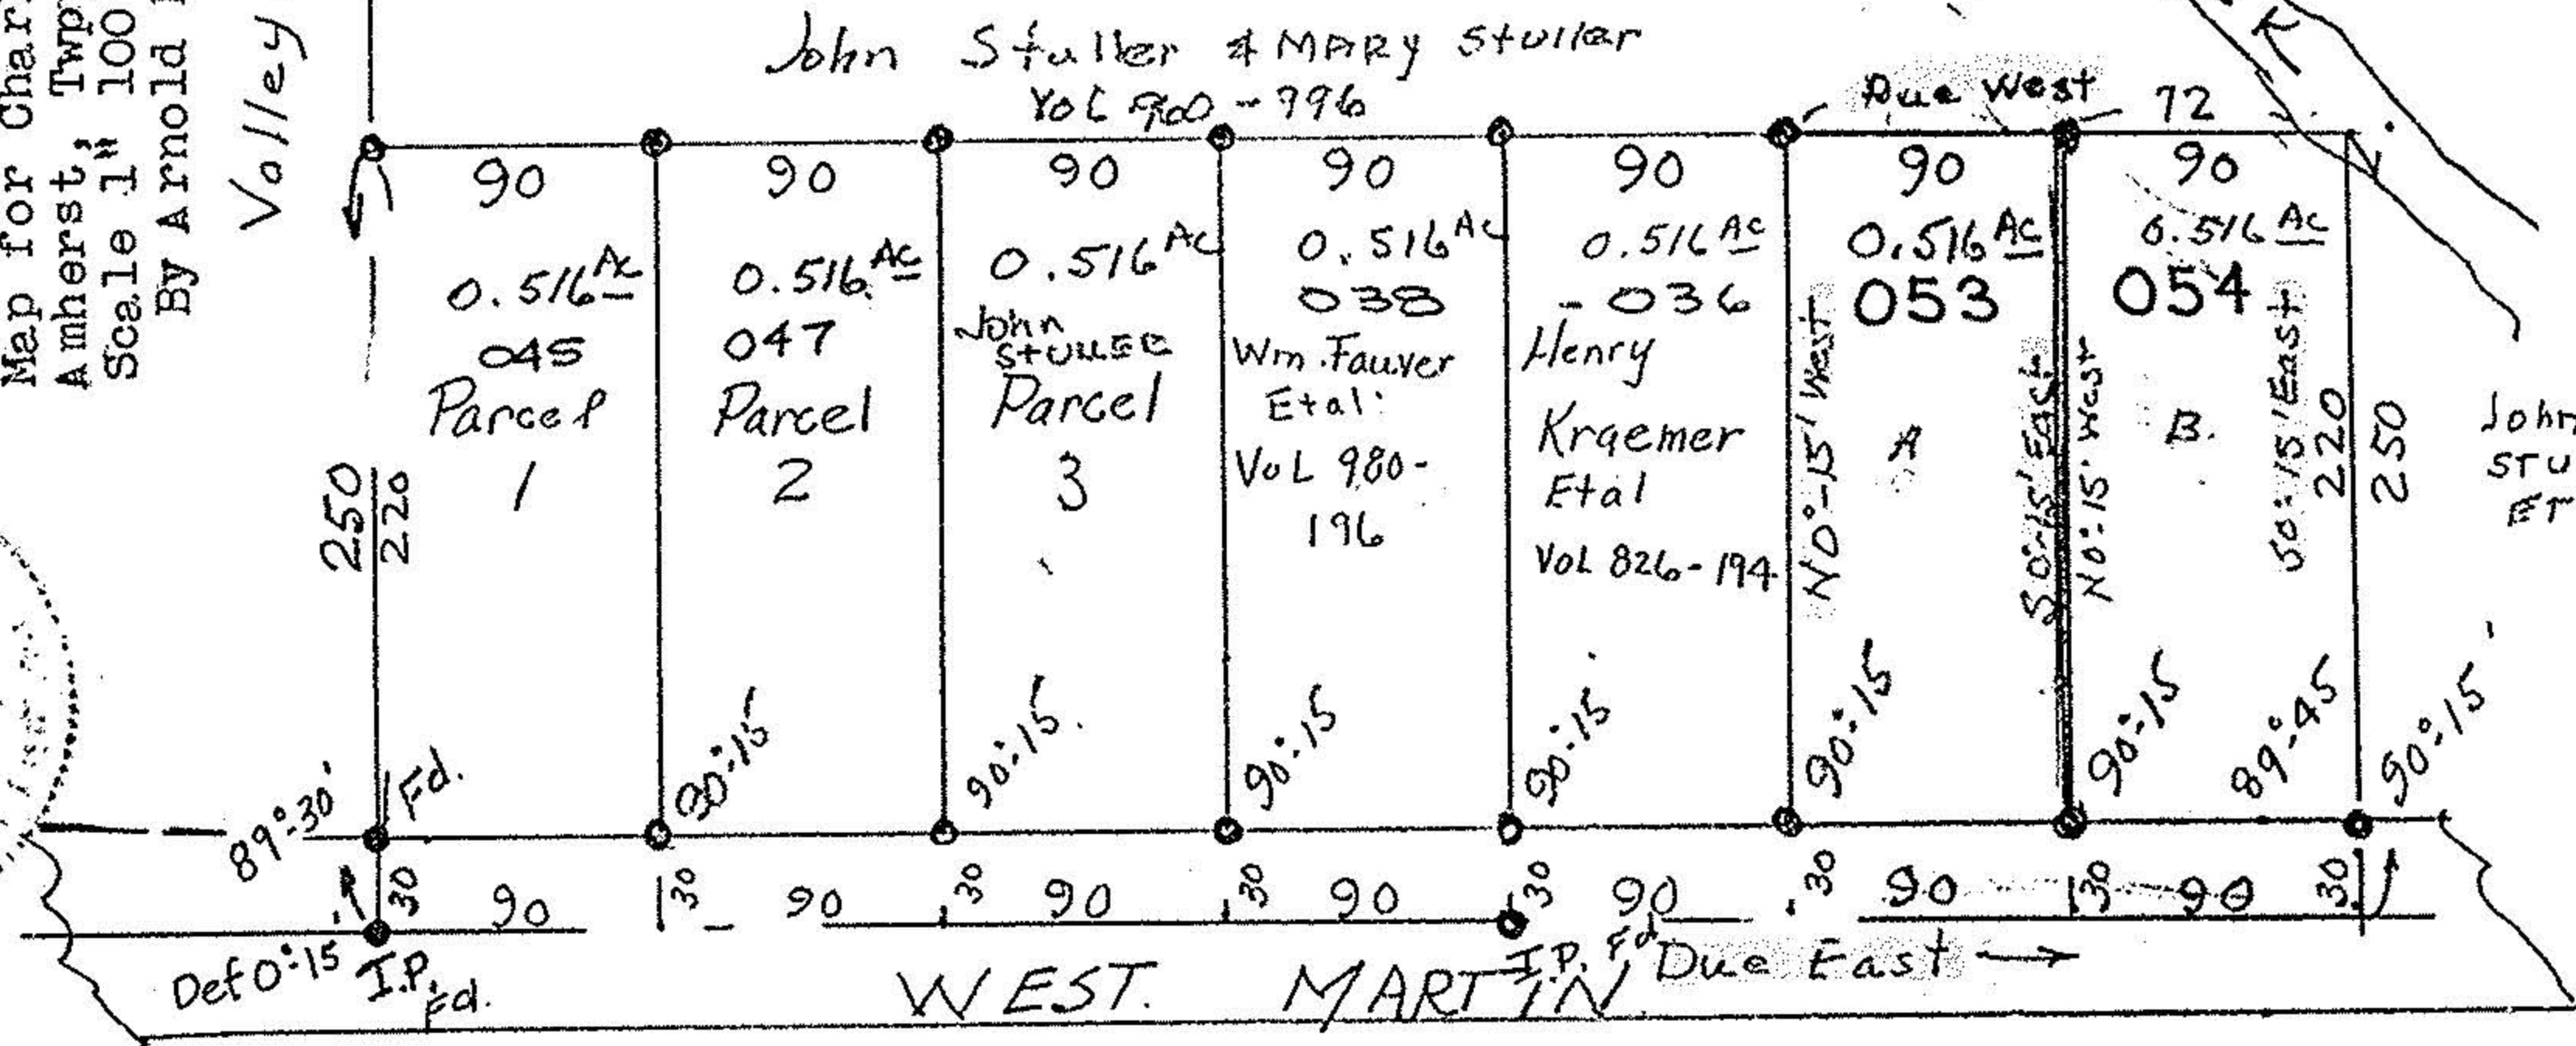 Map for Char
Amherst, Twp
Scale 1" 100
By Arnold
Valley
John Stuller & MARY Stuller
VOL 960-796
Due West
72
K
90
90
90
90
90
90
90
0.516 Ac
045
Parcel
1
0.516 Ac
047
Parcel
2
0.516 Ac
John
STULLER
Parcel
3
0.516 Ac
038
Wm. Fauver
Etal.
VoL 980-
196
0.516 Ac
-036
Henry
Kraemer
Etal
VoL 826-194
0.516 Ac
053
A
0.516 Ac
054
B.
N0°-15' West
S0°-15' East
N0°-15' West
S0°-15' East
250
220
220
250
John
STU
ET
89°-30'
Fd.
90°-15'
90°-15'
90°-15
90°-15
90°-15
90°-15
89°-45
90°-15'
30
90
30
90
30
90
30
90
30
90
30
90
30
90
30
Def 0°-15'
I.P.
Fd.
I.P. Fd
Due East
WEST. MARTIN